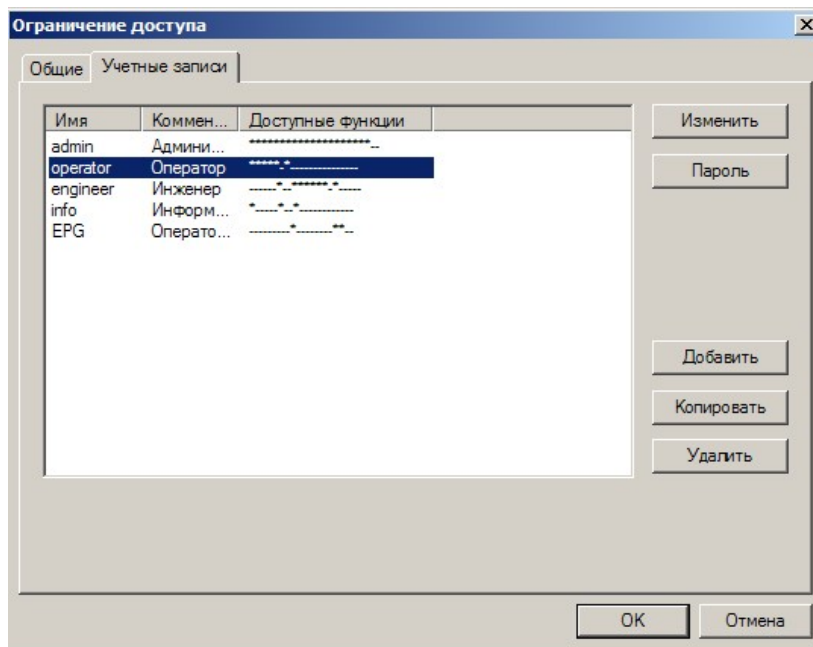 Ограничение доступа
Общие Учетные записи
Имя Коммен... Доступные функции
admin Админи... ********************--
operator Оператор *****-*---------------
engineer Инженер ------*--******-*-----
info Информ... *-----*--*------------
EPG Операто... ---------*--------**--
Изменить
Пароль
Добавить
Копировать
Удалить
OK Отмена